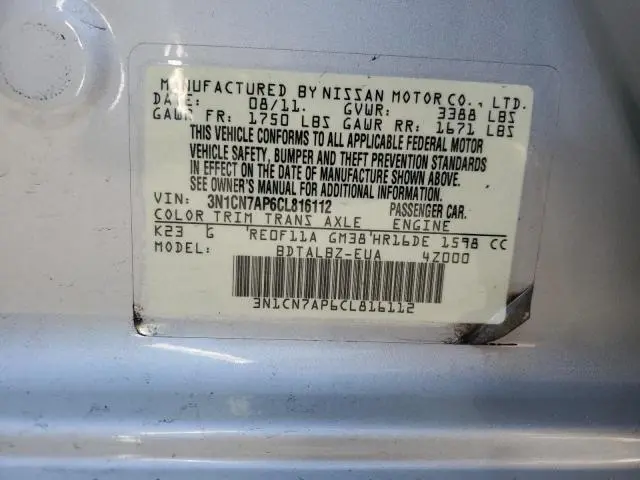 MANUFACTURED BY NISSAN MOTOR CO., LTD.
DATE: 08/11. GVWR: 3388 LBS
GAWR FR: 1750 LBS GAWR RR: 1671 LBS
THIS VEHICLE CONFORMS TO ALL APPLICABLE FEDERAL MOTOR
VEHICLE SAFETY, BUMPER AND THEFT PREVENTION STANDARDS
IN EFFECT ON THE DATE OF MANUFACTURE SHOWN ABOVE.
SEE OWNER'S MANUAL FOR ADDITIONAL INFORMATION.
VIN: 3N1CN7AP6CL816112 PASSENGER CAR.
COLOR TRIM TRANS AXLE ENGINE
K23 G 'RE0F11A GM38'HR16DE 1598 CC
MODEL: BDTALBZ-EUA 4Z000
3N1CN7AP6CL816112